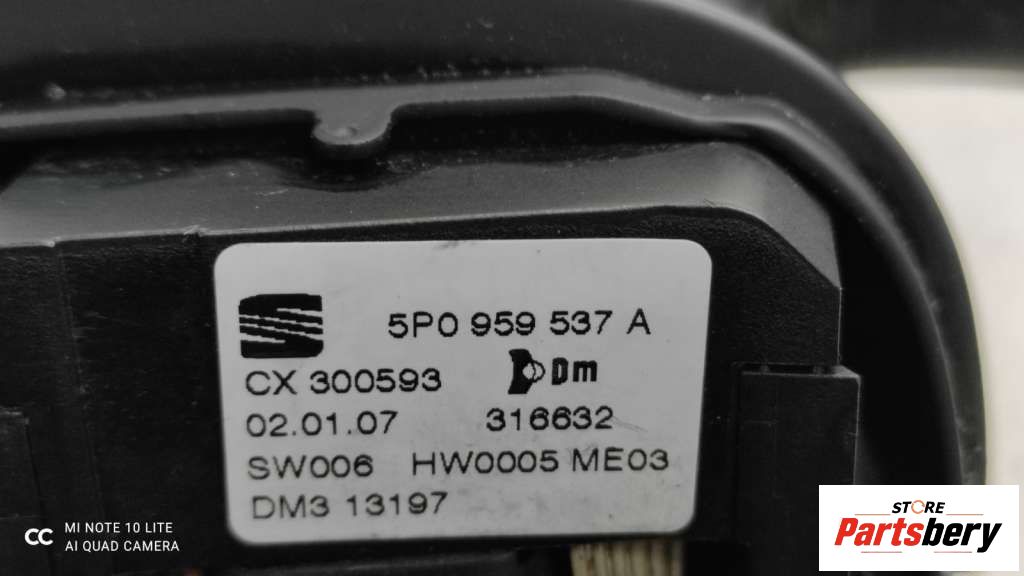 5P0 959 537 A
CX 300593 Dm
02.01.07 316632
SW006 HW0005 ME03
DM3 13197
CC MI NOTE 10 LITE
AI QUAD CAMERA
STORE
Partsbery